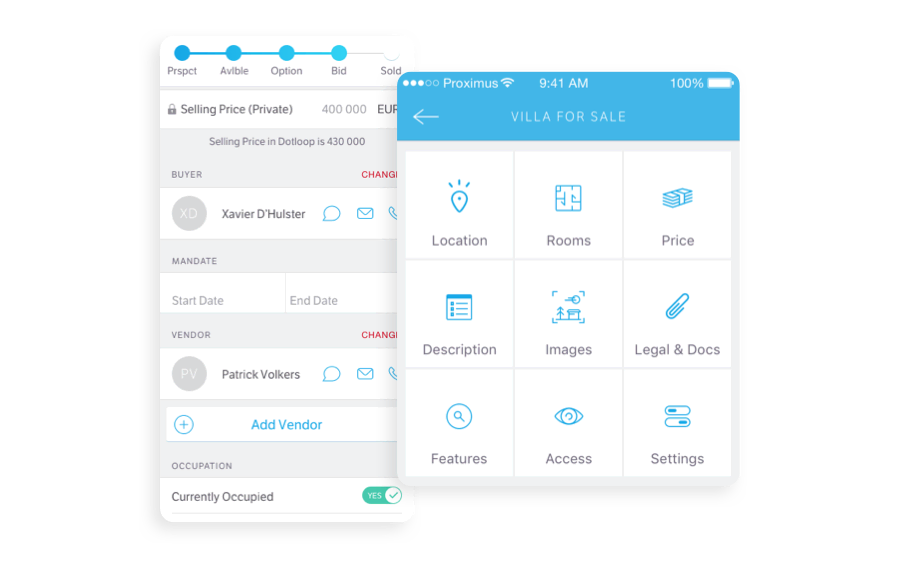 Prspct Avlble Option Bid Sold
Selling Price (Private) 400 000 EUR
Selling Price in Dotloop is 430 000
BUYER CHANG
XD Xavier D'Hulster
MANDATE
Start Date End Date
VENDOR CHANG
PV Patrick Volkers
Add Vendor
OCCUPATION
Currently Occupied YES
Proximus 9:41 AM 100%
VILLA FOR SALE
Location Rooms Price
Description Images Legal & Docs
Features Access Settings